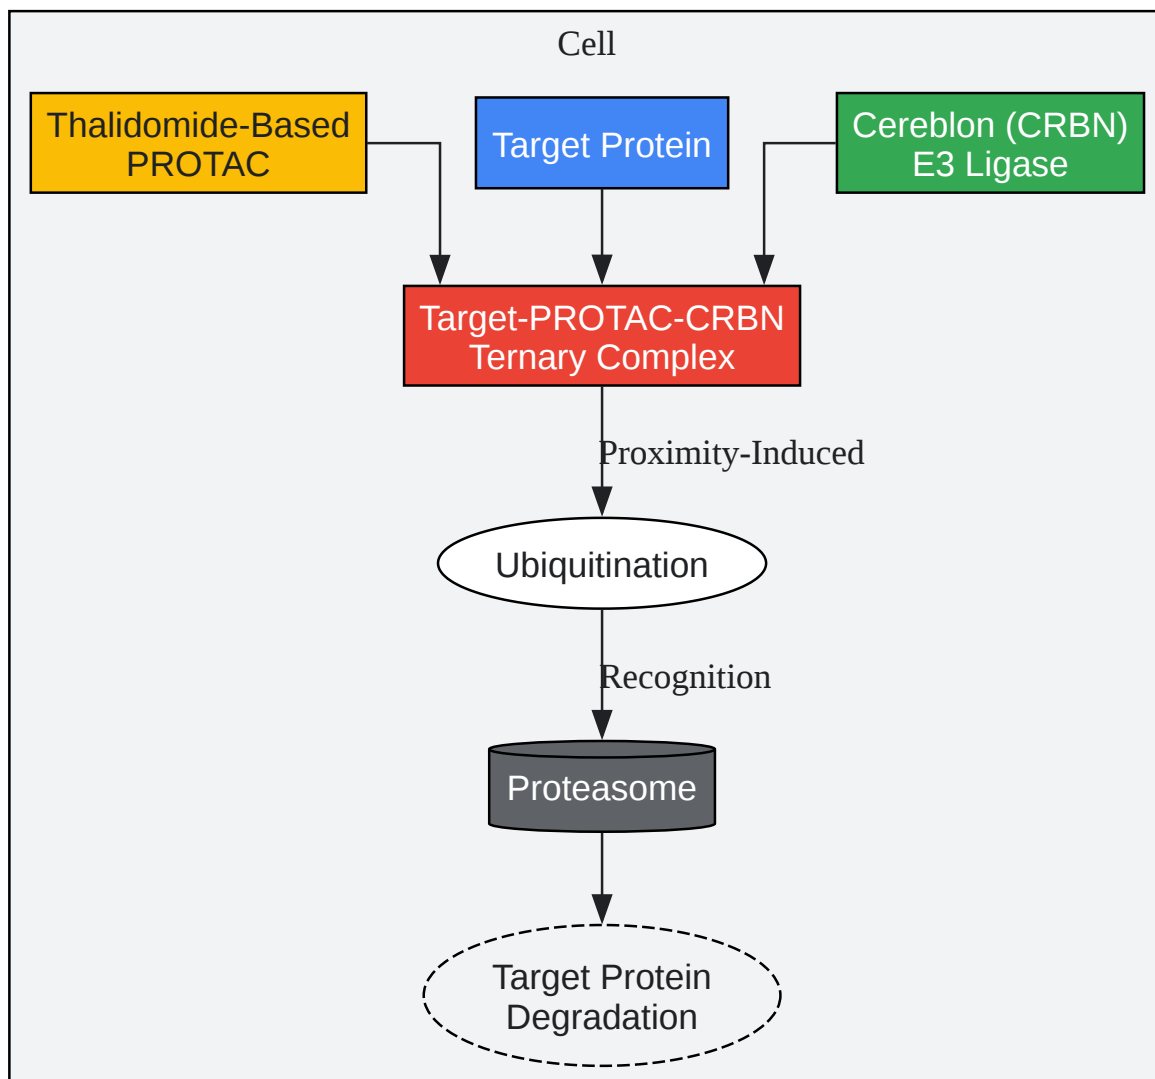 Cell
Thalidomide-Based
PROTAC
Target Protein
Cereblon (CRBN)
E3 Ligase
Target-PROTAC-CRBN
Ternary Complex
Proximity-Induced
Ubiquitination
Recognition
Proteasome
Target Protein
Degradation